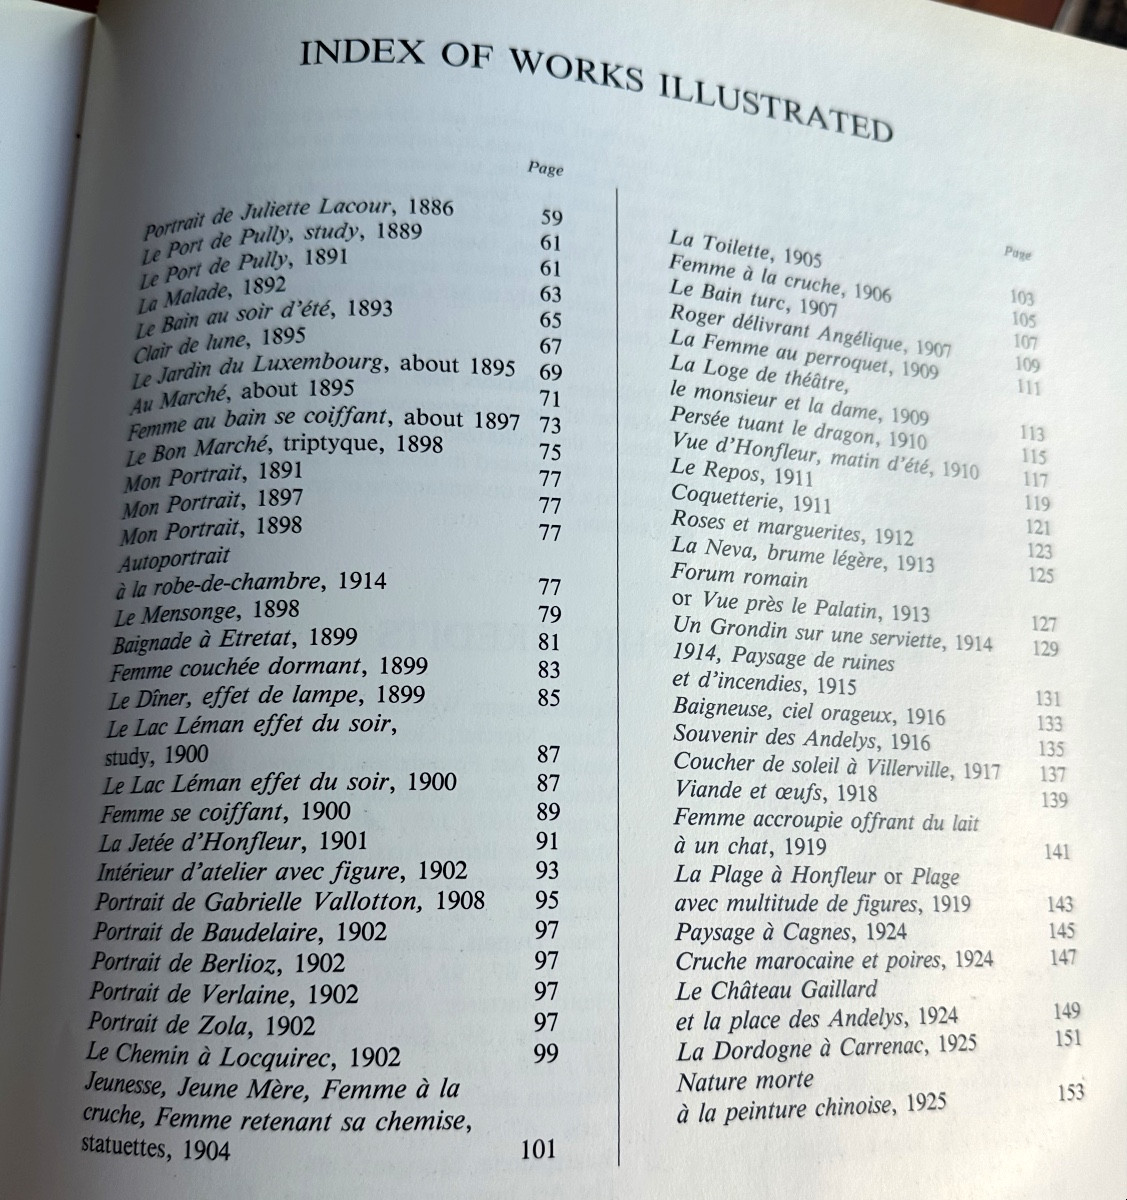 INDEX OF WORKS ILLUSTRATED
Page
Portrait de Juliette Lacour, 1886 59
Le Port de Pully, study, 1889 61
Le Port de Pully, 1891 61
La Malade, 1892 63
Le Bain au soir d'été, 1893 65
Clair de lune, 1895 67
Le Jardin du Luxembourg, about 1895 69
Au Marché, about 1895 71
Femme au bain se coiffant, about 1897 73
Le Bon Marché, triptyque, 1898 75
Mon Portrait, 1891 77
Mon Portrait, 1897 77
Mon Portrait, 1898 77
Autoportrait
à la robe-de-chambre, 1914 77
Le Mensonge, 1898 79
Baignade à Etretat, 1899 81
Femme couchée dormant, 1899 83
Le Dîner, effet de lampe, 1899 85
Le Lac Léman effet du soir,
study, 1900 87
Le Lac Léman effet du soir, 1900 87
Femme se coiffant, 1900 89
La Jetée d'Honfleur, 1901 91
Intérieur d'atelier avec figure, 1902 93
Portrait de Gabrielle Vallotton, 1908 95
Portrait de Baudelaire, 1902 97
Portrait de Berlioz, 1902 97
Portrait de Verlaine, 1902 97
Portrait de Zola, 1902 97
Le Chemin à Locquirec, 1902 99
Jeunesse, Jeune Mère, Femme à la
cruche, Femme retenant sa chemise,
statuettes, 1904 101
Page
La Toilette, 1905 103
Femme à la cruche, 1906 105
Le Bain turc, 1907 107
Roger délivrant Angélique, 1907 109
La Femme au perroquet, 1909 111
La Loge de théâtre,
le monsieur et la dame, 1909 113
Persée tuant le dragon, 1910 115
Vue d'Honfleur, matin d'été, 1910 117
Le Repos, 1911 119
Coquetterie, 1911 121
Roses et marguerites, 1912 123
La Neva, brume légère, 1913 125
Forum romain
or Vue près le Palatin, 1913 127
Un Grondin sur une serviette, 1914 129
1914, Paysage de ruines
et d'incendies, 1915 131
Baigneuse, ciel orageux, 1916 133
Souvenir des Andelys, 1916 135
Coucher de soleil à Villerville, 1917 137
Viande et œufs, 1918 139
Femme accroupie offrant du lait
à un chat, 1919 141
La Plage à Honfleur or Plage
avec multitude de figures, 1919 143
Paysage à Cagnes, 1924 145
Cruche marocaine et poires, 1924 147
Le Château Gaillard
et la place des Andelys, 1924 149
La Dordogne à Carrenac, 1925 151
Nature morte
à la peinture chinoise, 1925 153